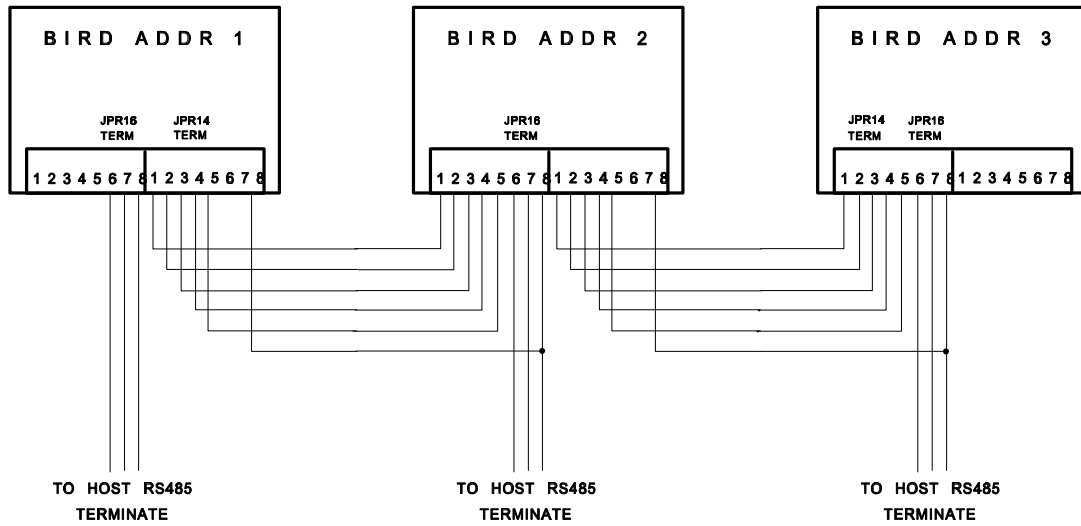 BIRD ADDR 1
BIRD ADDR 2
BIRD ADDR 3
JPR16 TERM
JPR14 TERM
JPR16 TERM
JPR14 TERM
JPR16 TERM
1 2 3 4 5 6 7 8 1 2 3 4 5 6 7 8
1 2 3 4 5 6 7 8 1 2 3 4 5 6 7 8
1 2 3 4 5 6 7 8 1 2 3 4 5 6 7 8
TO HOST RS485
TERMINATE
TO HOST RS485
TERMINATE
TO HOST RS485
TERMINATE